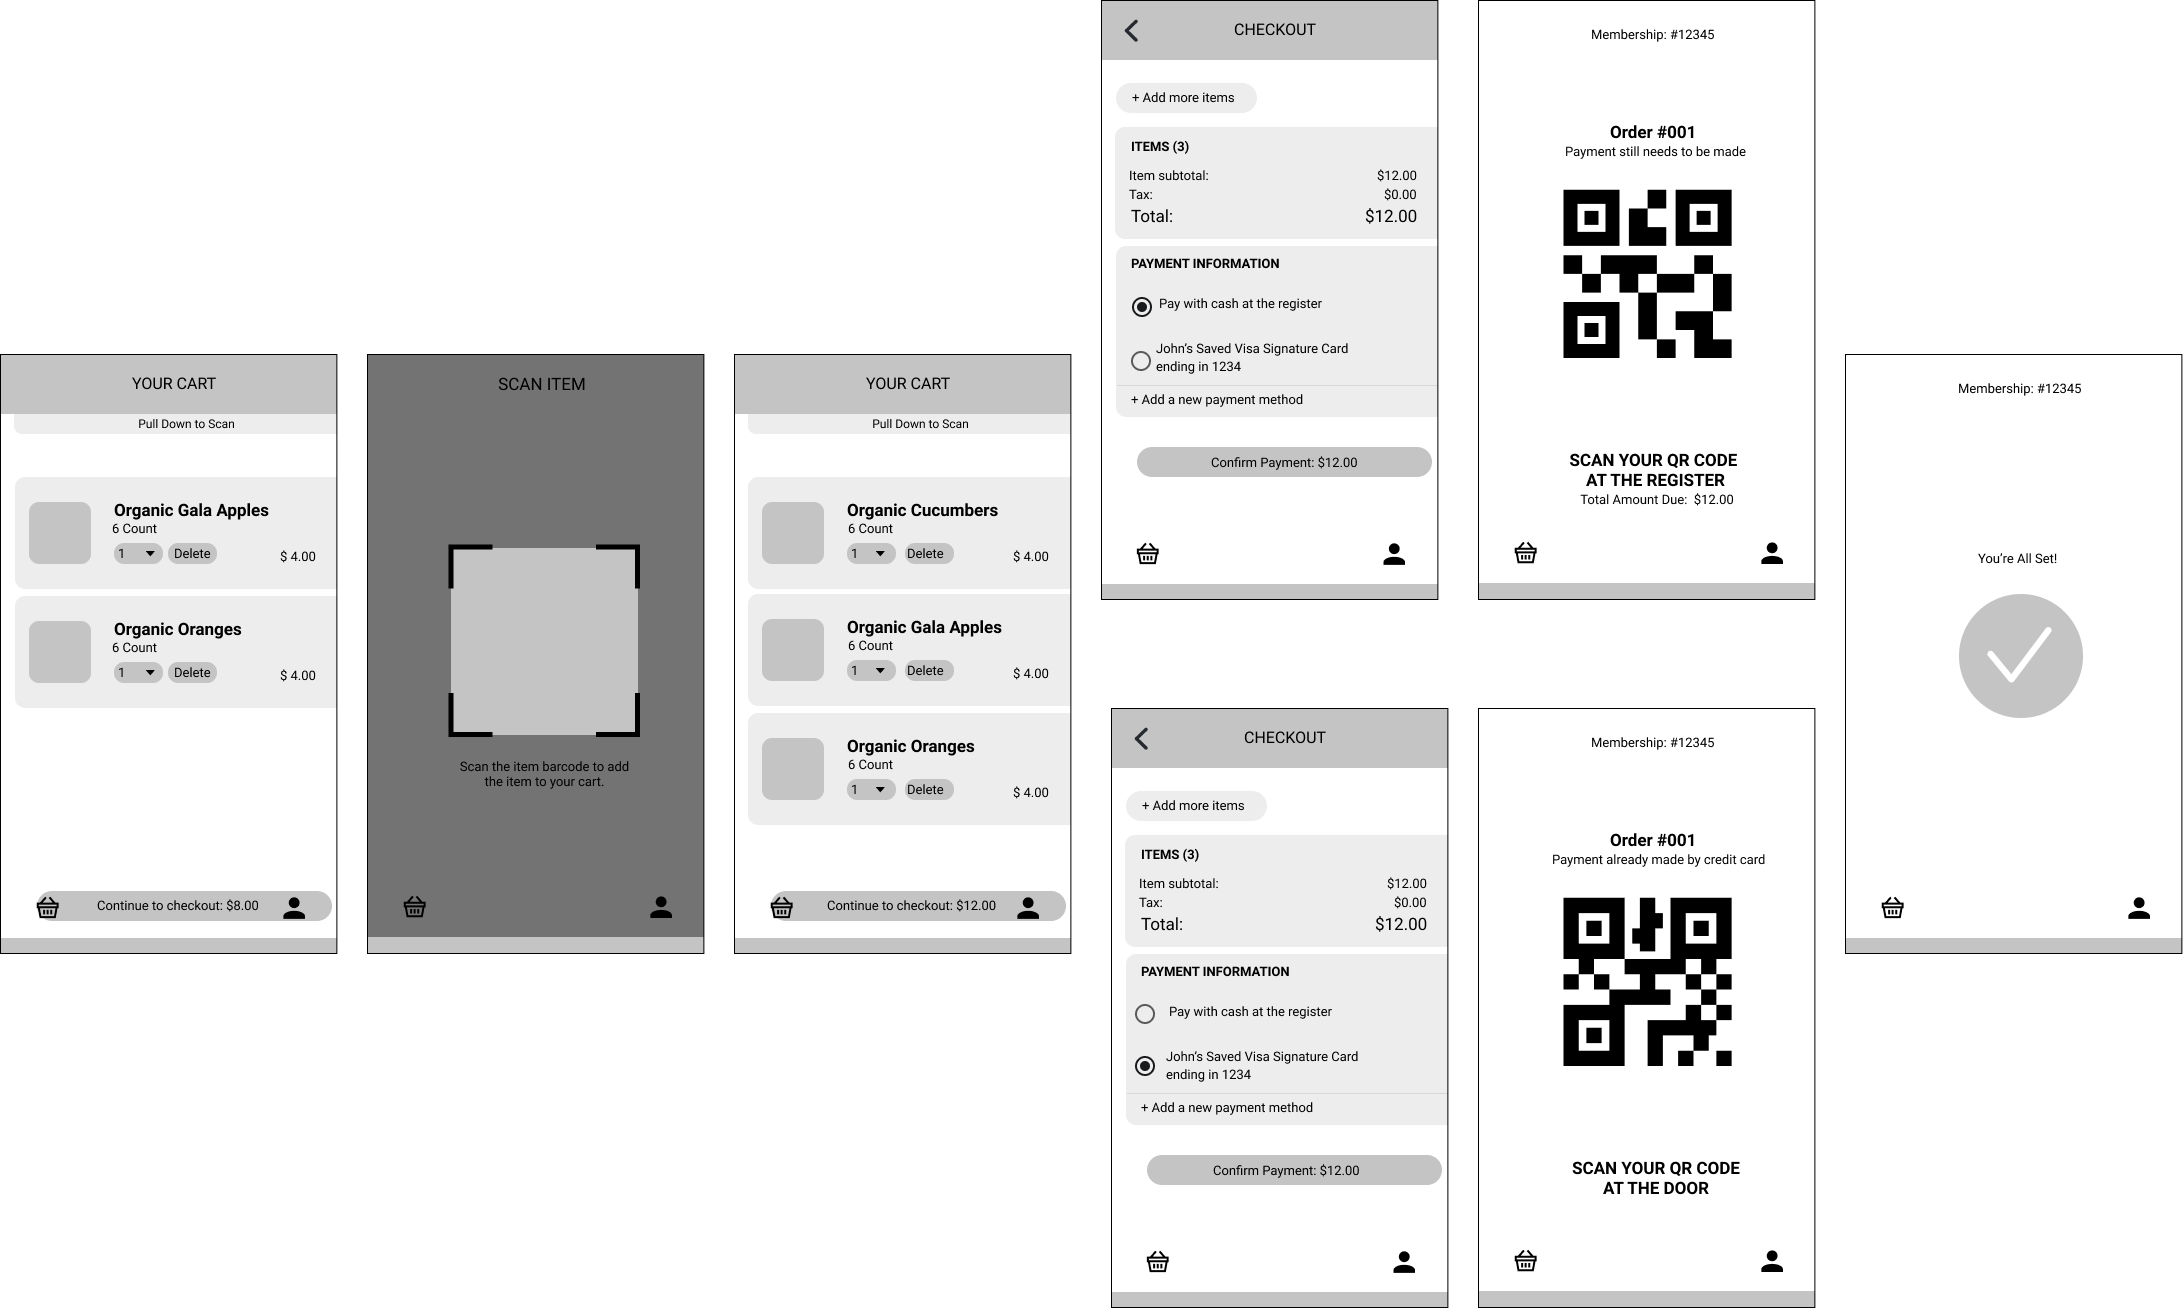 YOUR CART
Pull Down to Scan
Organic Gala Apples
6 Count
1 Delete $ 4.00
Organic Oranges
6 Count
1 Delete $ 4.00
Continue to checkout: $8.00
SCAN ITEM
Scan the item barcode to add
the item to your cart.
YOUR CART
Pull Down to Scan
Organic Cucumbers
6 Count
1 Delete $ 4.00
Organic Gala Apples
6 Count
1 Delete $ 4.00
Organic Oranges
6 Count
1 Delete $ 4.00
Continue to checkout: $12.00
CHECKOUT
+ Add more items
ITEMS (3)
Item subtotal: $12.00
Tax: $0.00
Total: $12.00
PAYMENT INFORMATION
Pay with cash at the register
John’s Saved Visa Signature Card
ending in 1234
+ Add a new payment method
Confirm Payment: $12.00
Membership: #12345
Order #001
Payment still needs to be made
SCAN YOUR QR CODE
AT THE REGISTER
Total Amount Due: $12.00
CHECKOUT
+ Add more items
ITEMS (3)
Item subtotal: $12.00
Tax: $0.00
Total: $12.00
PAYMENT INFORMATION
Pay with cash at the register
John’s Saved Visa Signature Card
ending in 1234
+ Add a new payment method
Confirm Payment: $12.00
Membership: #12345
Order #001
Payment already made by credit card
SCAN YOUR QR CODE
AT THE DOOR
Membership: #12345
You’re All Set!